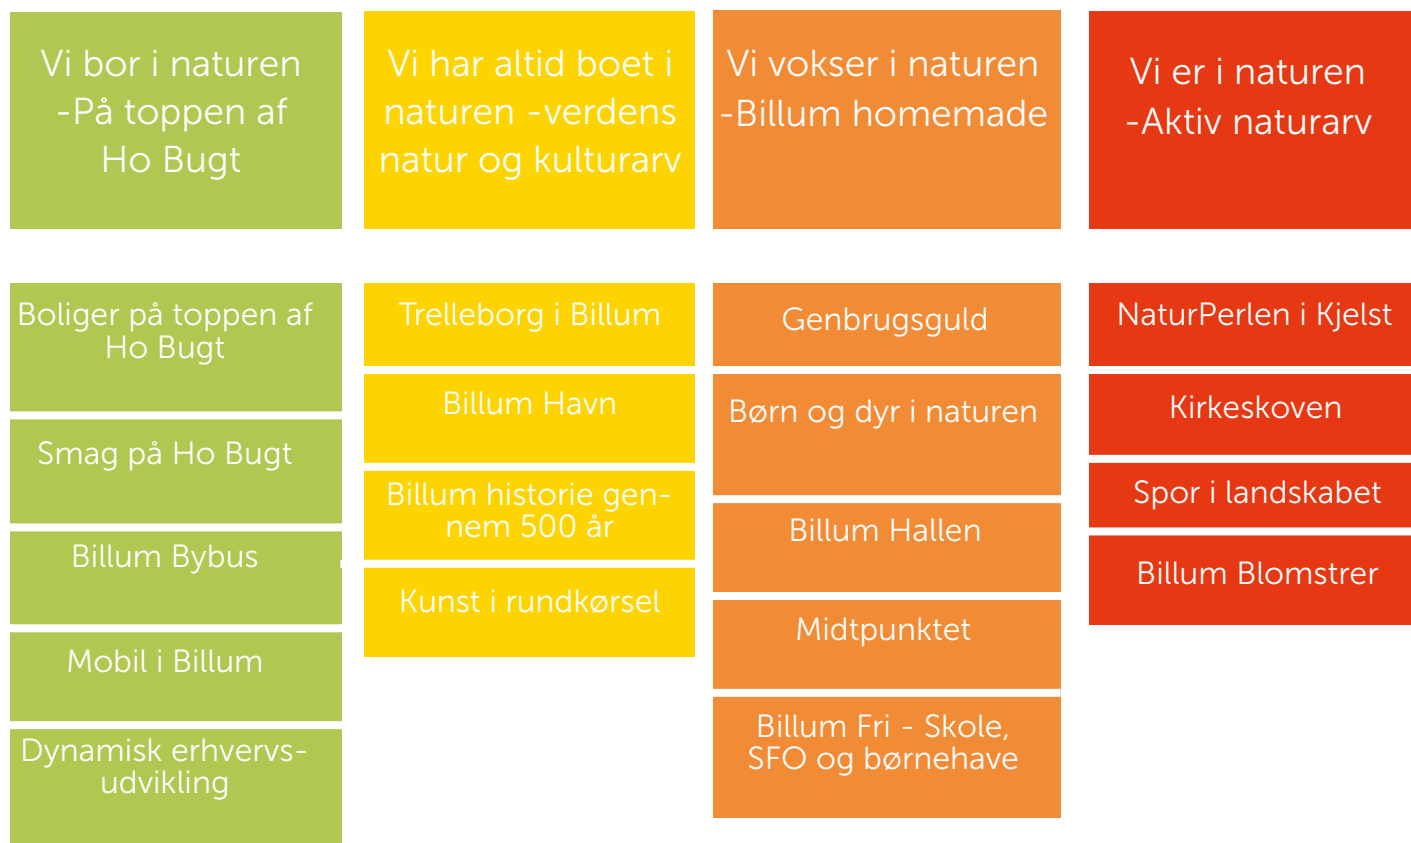 Vi bor i naturen
-På toppen af
Ho Bugt
Vi har altid boet i
naturen -verdens
natur og kulturarv
Vi vokser i naturen
-Billum homemade
Vi er i naturen
-Aktiv naturarv
Boliger på toppen af
Ho Bugt
Smag på Ho Bugt
Billum Bybus
Mobil i Billum
Dynamisk erhvervs-
udvikling
Trelleborg i Billum
Billum Havn
Billum historie gen-
nem 500 år
Kunst i rundkørsel
Genbrugsguld
Børn og dyr i naturen
Billum Hallen
Midtpunktet
Billum Fri - Skole,
SFO og børnehave
NaturPerlen i Kjelst
Kirkeskoven
Spor i landskabet
Billum Blomstrer